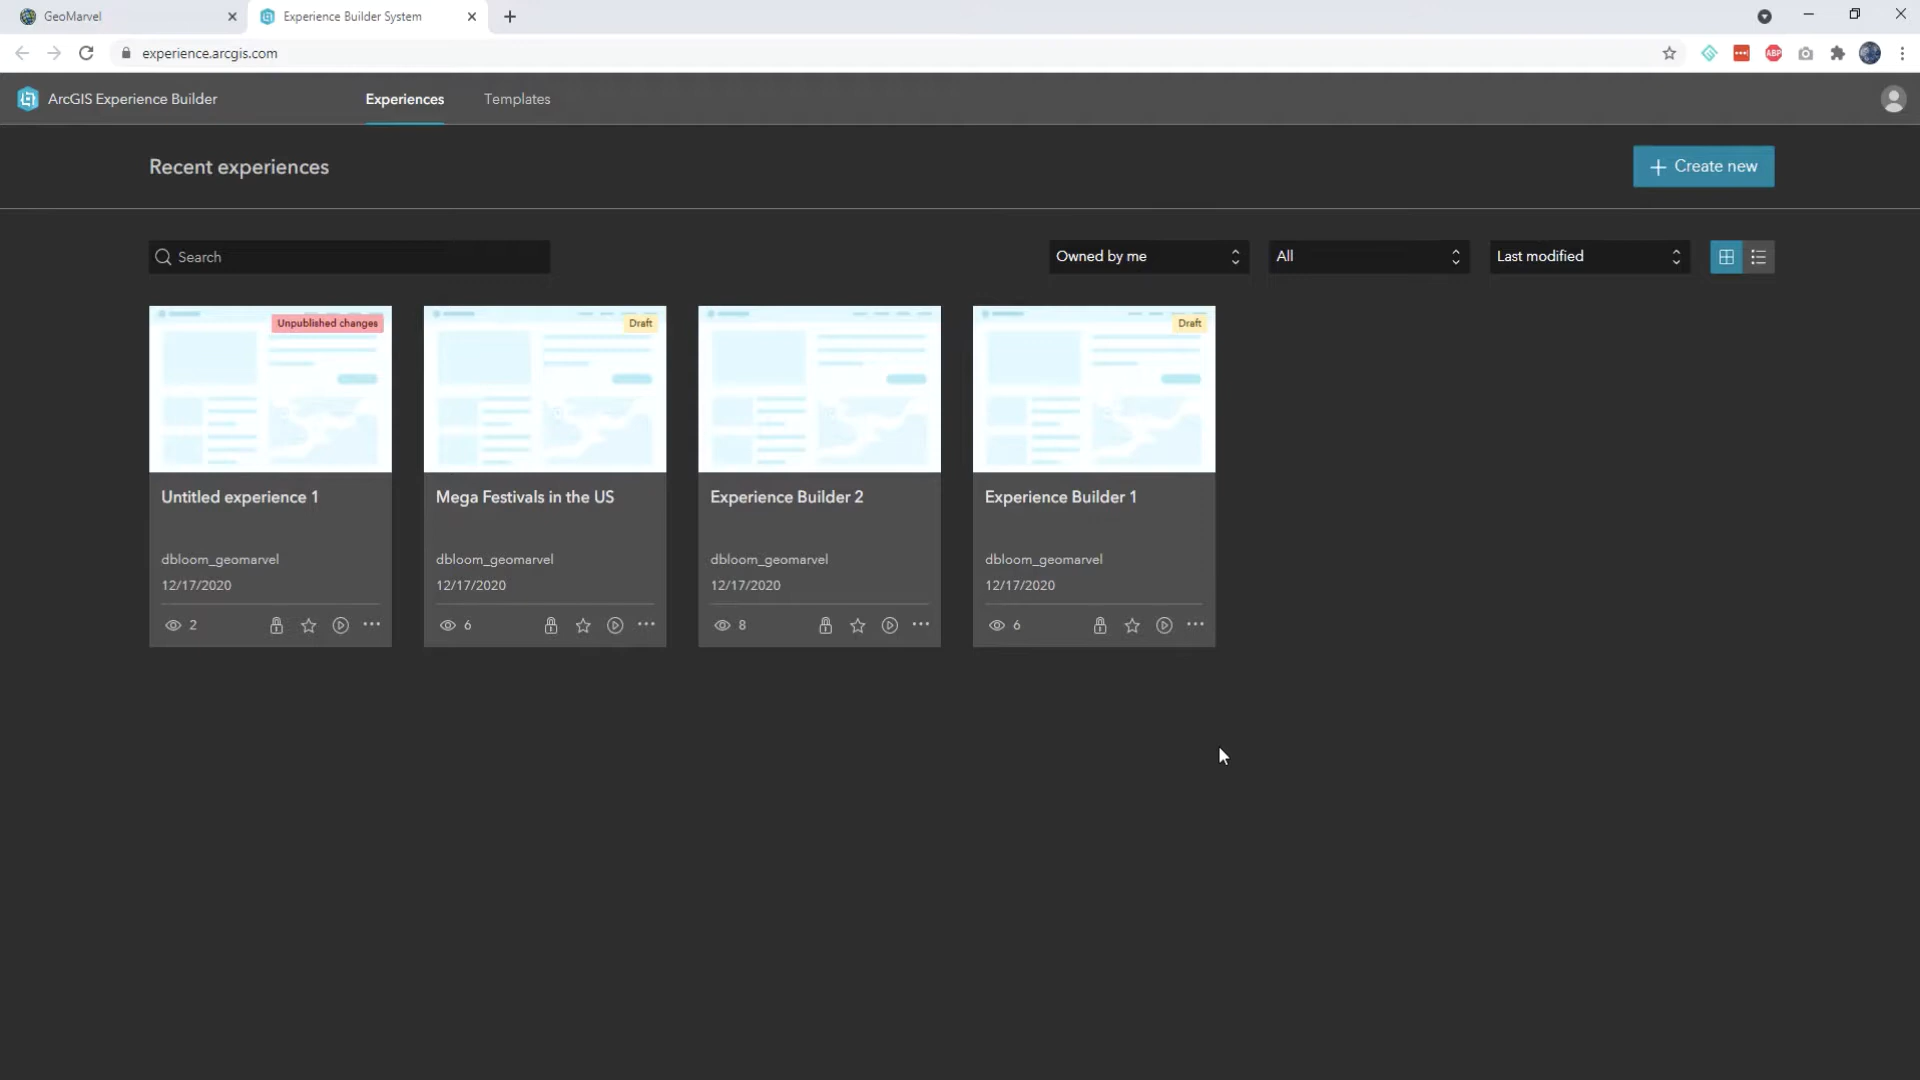 GeoMarvel
Experience Builder System
experience.arcgis.com
ABP
ArcGIS Experience Builder
Experiences
Templates
Recent experiences
+ Create new
Search
Owned by me
All
Last modified
Unpublished changes
Draft
Draft
Untitled experience 1
Mega Festivals in the US
Experience Builder 2
Experience Builder 1
dbloom_geomarvel
dbloom_geomarvel
dbloom_geomarvel
dbloom_geomarvel
12/17/2020
12/17/2020
12/17/2020
12/17/2020
2
6
8
6